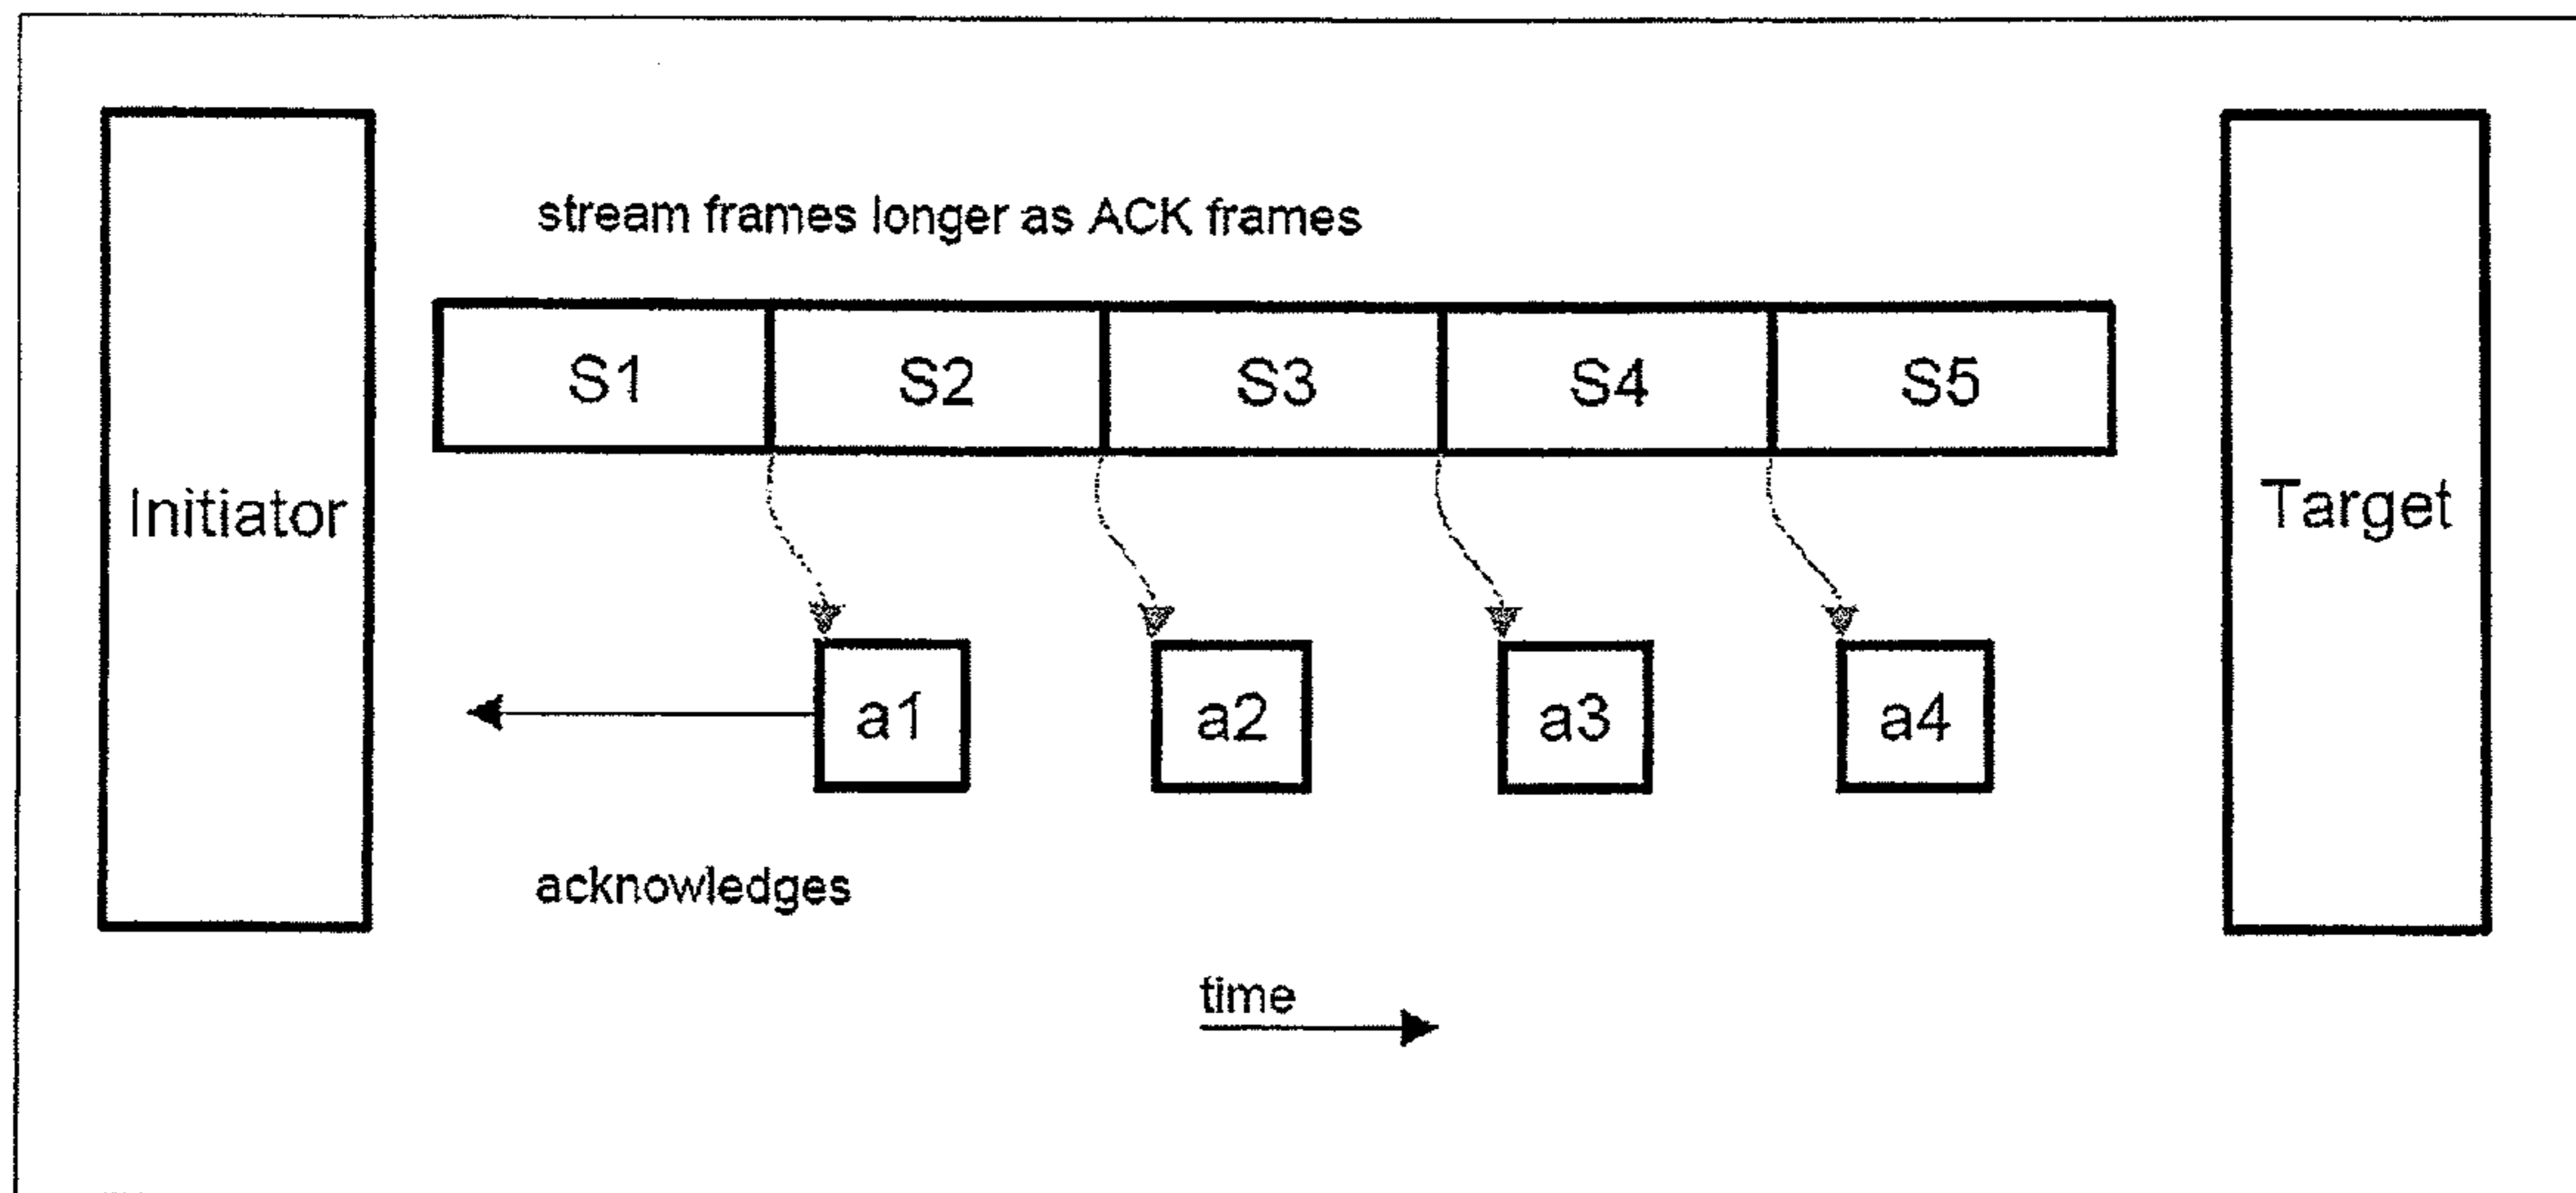 stream frames longer as ACK frames
S1 S2 S3 S4 S5
Initiator
Target
a1 a2 a3 a4
acknowledges
time